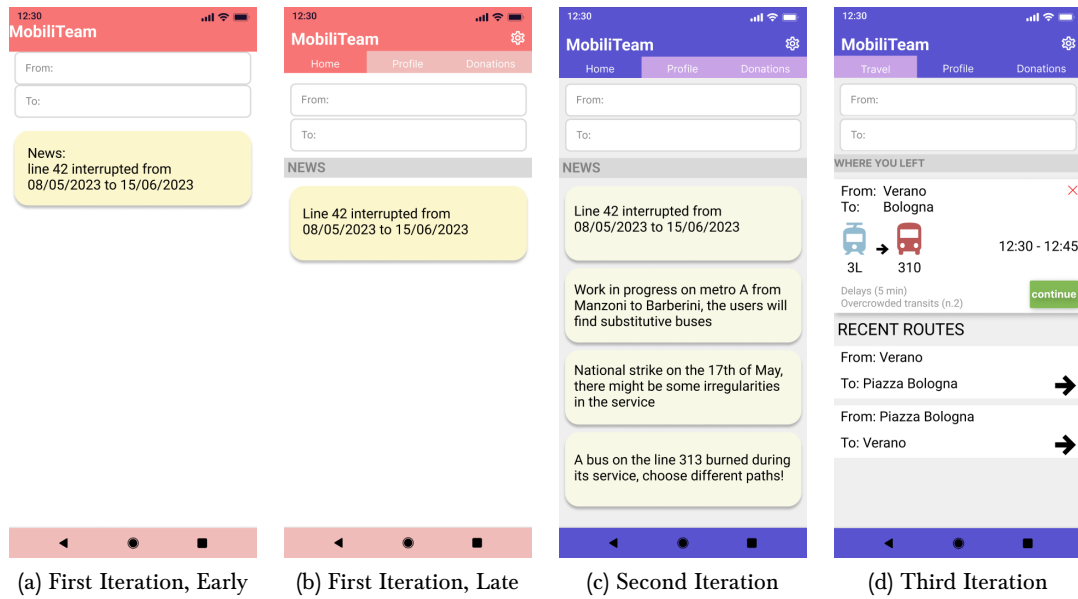 12:30
MobiliTeam
From:
To:
News:
line 42 interrupted from
08/05/2023 to 15/06/2023
(a) First Iteration, Early
12:30
MobiliTeam
Home Profile Donations
From:
To:
NEWS
Line 42 interrupted from
08/05/2023 to 15/06/2023
(b) First Iteration, Late
12:30
MobiliTeam
Home Profile Donations
From:
To:
NEWS
Line 42 interrupted from
08/05/2023 to 15/06/2023
Work in progress on metro A from
Manzoni to Barberini, the users will
find substitutive buses
National strike on the 17th of May,
there might be some irregularities
in the service
A bus on the line 313 burned during
its service, choose different paths!
(c) Second Iteration
12:30
MobiliTeam
Travel Profile Donations
From:
To:
WHERE YOU LEFT
From: Verano
To: Bologna
12:30 - 12:45
3L 310
Delays (5 min)
Overcrowded transits (n.2)
continue
RECENT ROUTES
From: Verano
To: Piazza Bologna
From: Piazza Bologna
To: Verano
(d) Third Iteration